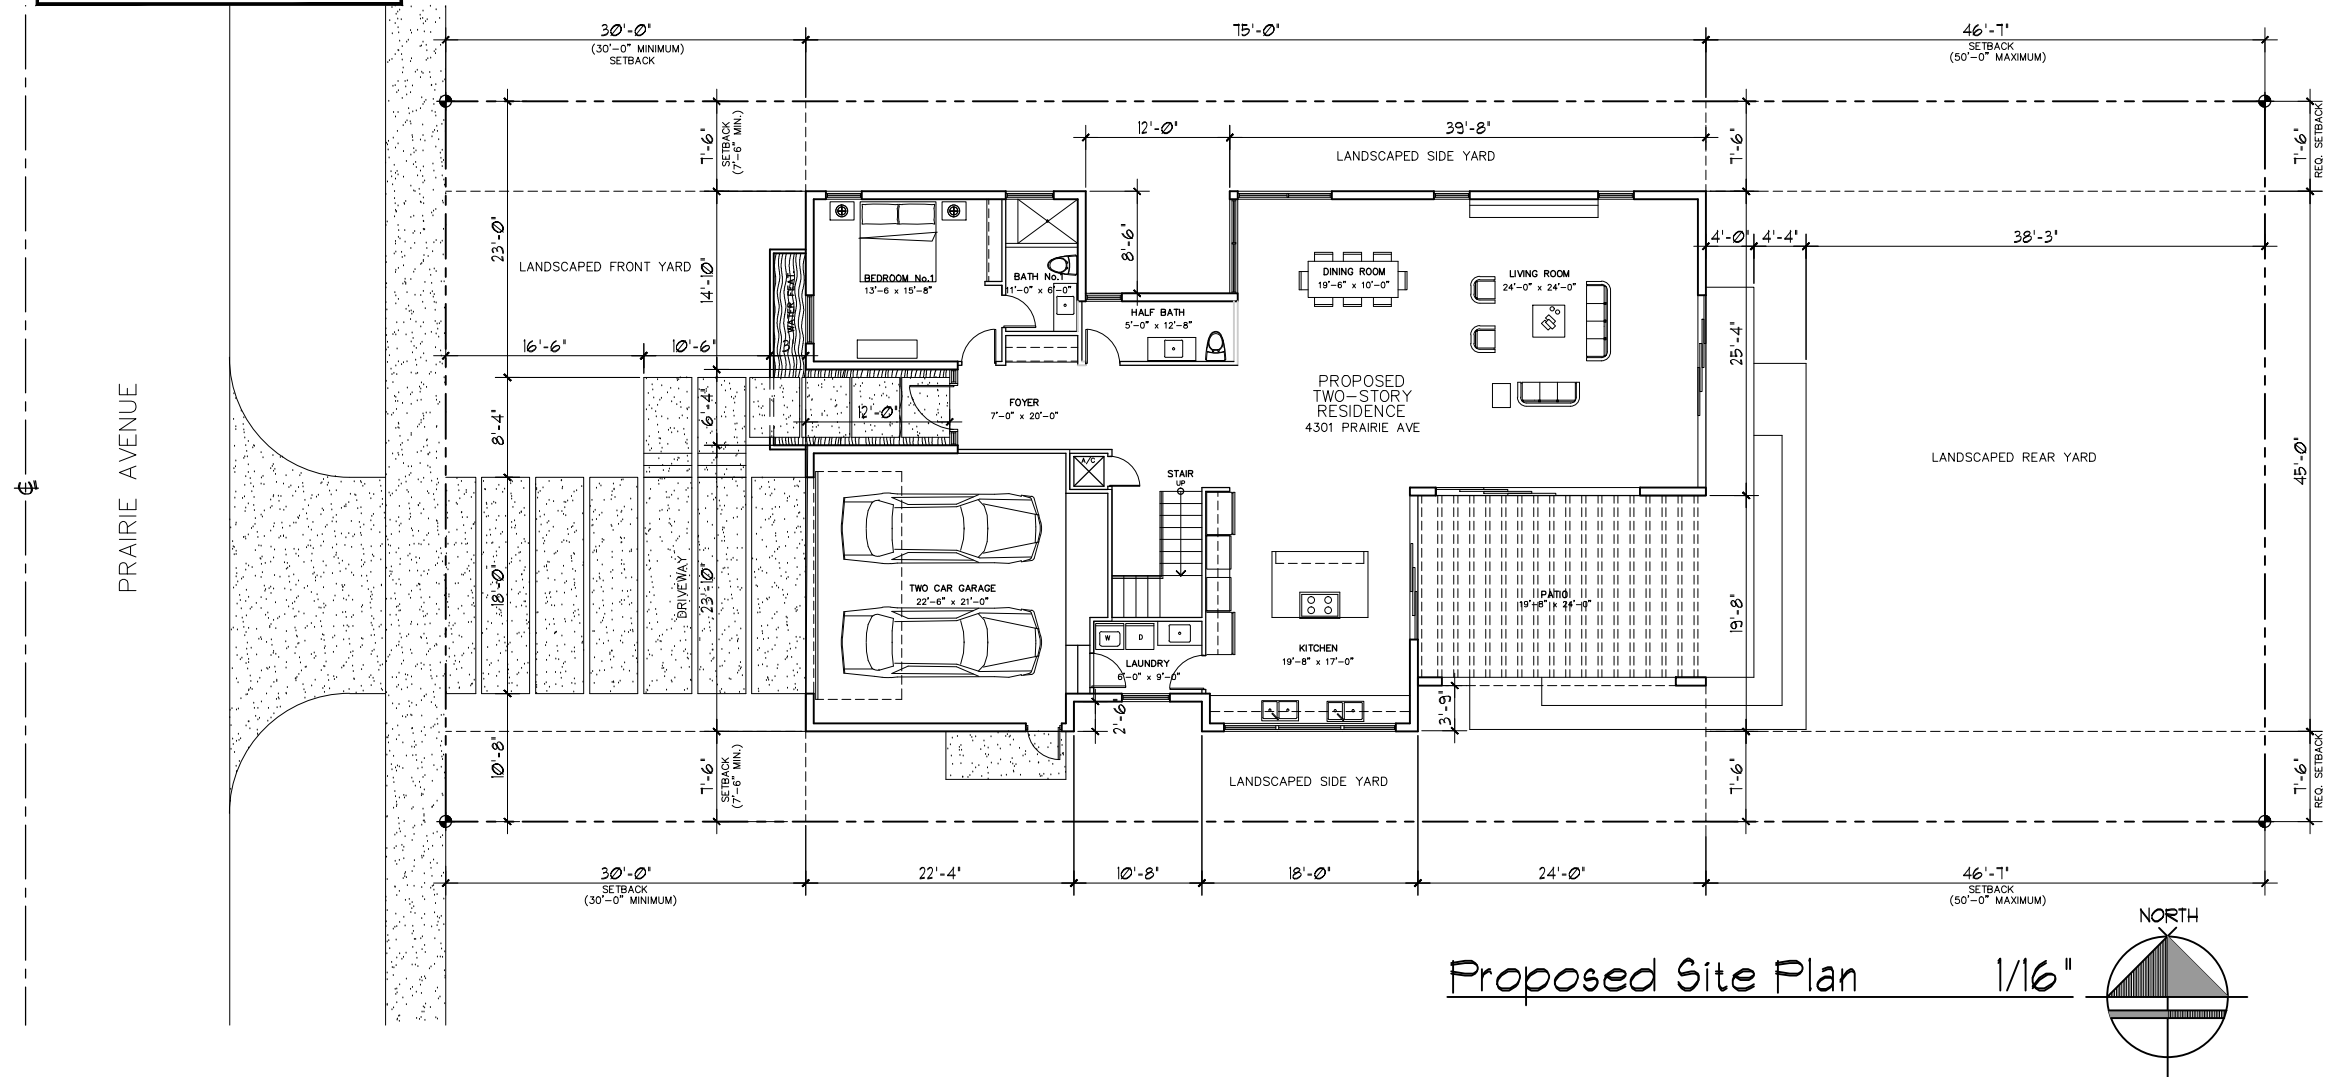 30'-0"
(30'-0" MINIMUM)
SETBACK
75'-0"
46'-7"
SETBACK
(50'-0" MAXIMUM)
7'-6"
SETBACK
(7'-6" MIN.)
12'-0"
39'-8"
LANDSCAPED SIDE YARD
7'-6"
7'-6"
REQ. SETBACK
23'-0"
LANDSCAPED FRONT YARD
14'-10"
WATER FEAT.
BEDROOM No.1
13'-6 x 15'-8"
BATH No.1
11'-0" x 6'-0"
8'-6"
HALF BATH
5'-0" x 12'-8"
DINING ROOM
19'-6" x 10'-0"
LIVING ROOM
24'-0" x 24'-0"
4'-0"
4'-4"
38'-3"
25'-4"
16'-6"
10'-6"
3'
PRAIRIE AVENUE
8'-4"
6'-4"
12'-0"
FOYER
7'-0" x 20'-0"
PROPOSED
TWO-STORY
RESIDENCE
4301 PRAIRIE AVE
LANDSCAPED REAR YARD
45'-0"
A/C
STAIR
UP
18'-0"
DRIVEWAY
23'-10"
TWO CAR GARAGE
22'-6" x 21'-0"
PATIO
19'-8" x 24'-0"
19'-8"
W
D
LAUNDRY
6'-0" x 9'-0"
KITCHEN
19'-8" x 17'-0"
2'-6"
3'-9"
10'-8"
7'-6"
SETBACK
(7'-6" MIN.)
LANDSCAPED SIDE YARD
7'-6"
7'-6"
REQ. SETBACK
30'-0"
SETBACK
(30'-0" MINIMUM)
22'-4"
10'-8"
18'-0"
24'-0"
46'-7"
SETBACK
(50'-0" MAXIMUM)
NORTH
Proposed Site Plan 1/16"